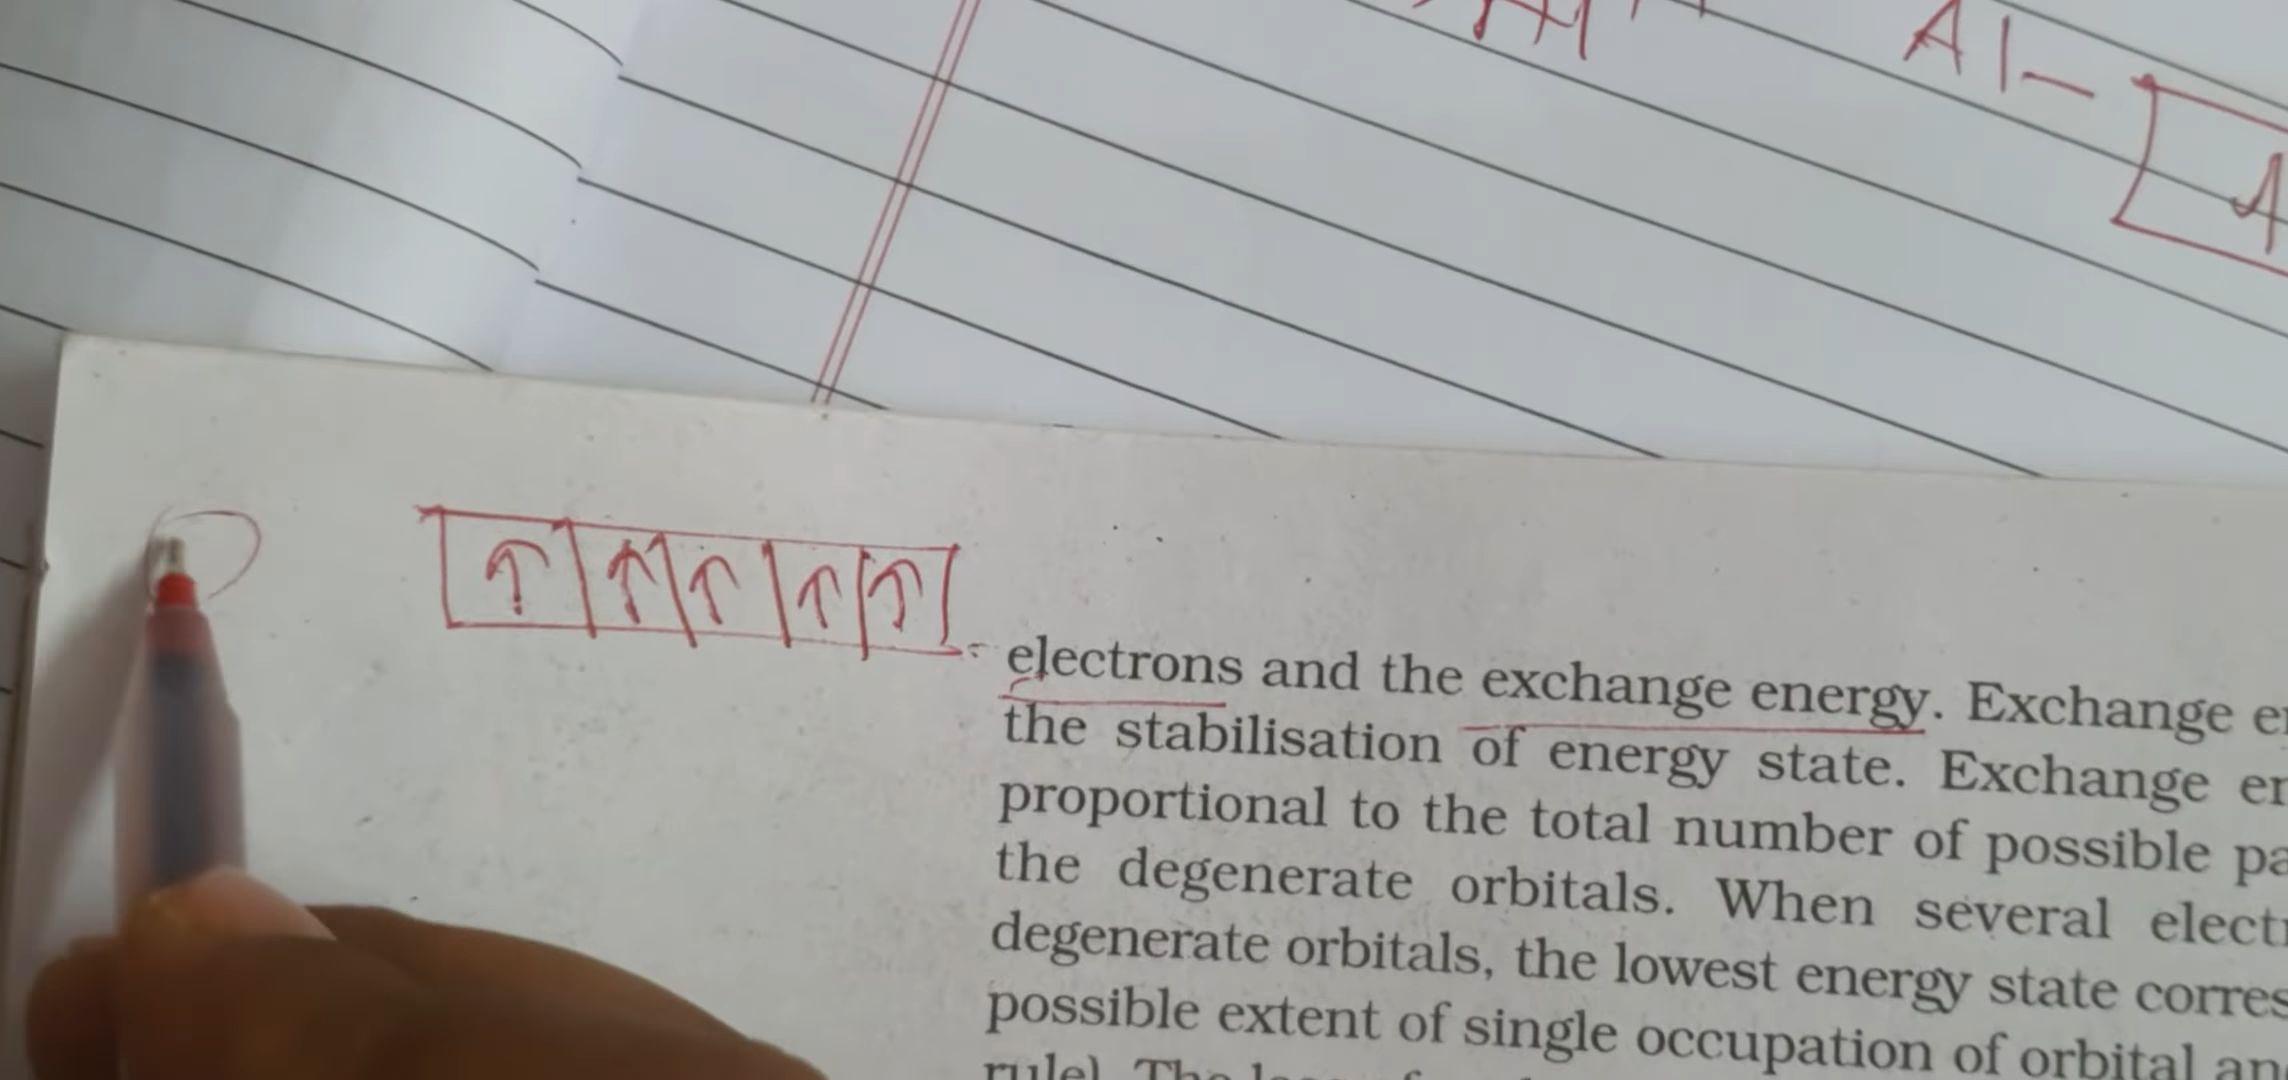 Al-
↑ ↑ ↑ ↑ ↑
electrons and the exchange energy. Exchange
the stabilisation of energy state. Exchange
proportional to the total number of possible
the degenerate orbitals. When several
degenerate orbitals, the lowest energy state
possible extent of single occupation of orbital
rule). The